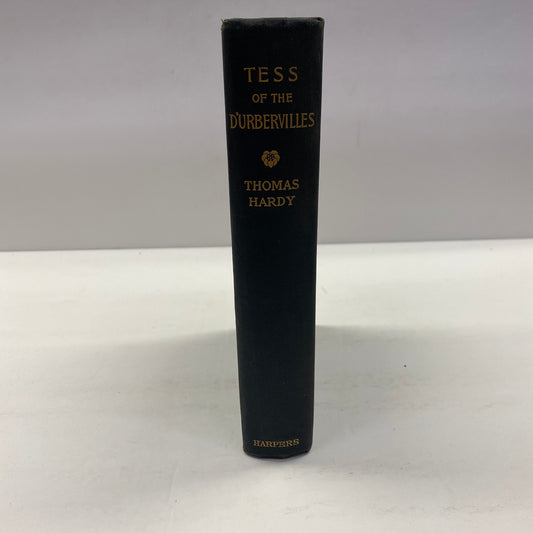 TESS
OF THE
D'URBERVILLES
THOMAS
HARDY
HARPERS